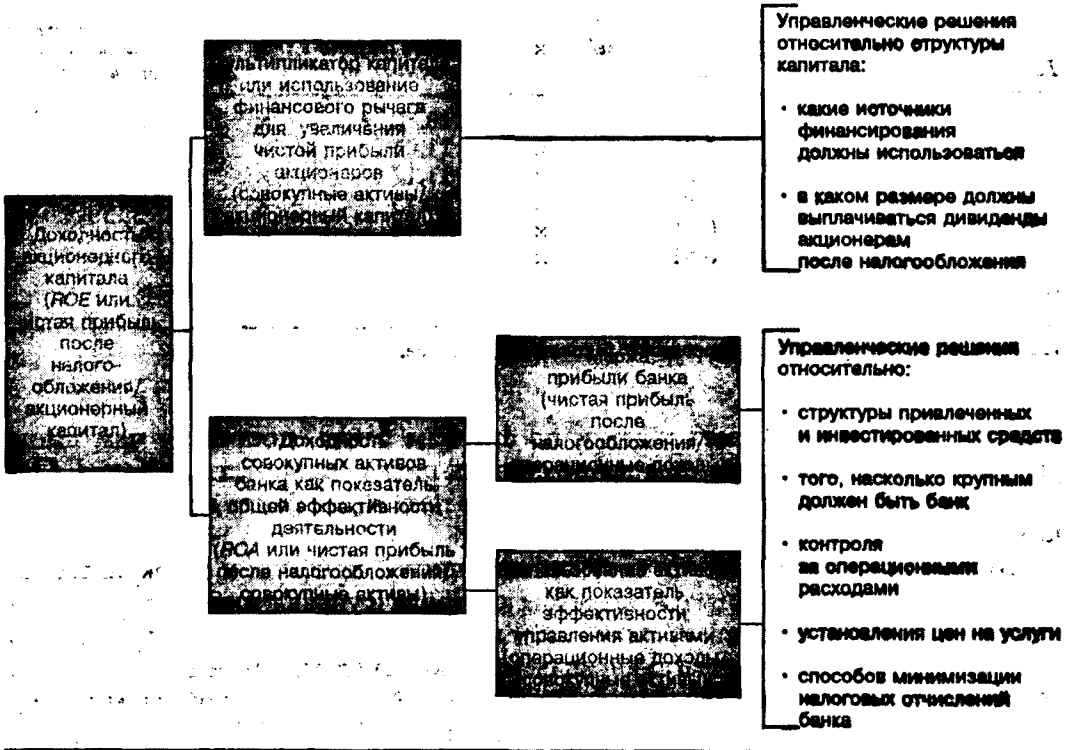 Доходность
акционерного
капитала
(ROE или
чистая прибыль
после
налого-
обложения/
акционерный
капитал)
Мультипликатор капитала
или использование
финансового рычага
для увеличения
чистой прибыли
акционеров
(совокупные активы/
акционерный капитал)
Доходность
совокупных активов
банка как показатель
общей эффективности
деятельности
(ROA или чистая прибыль
после налогообложения/
совокупные активы)
прибыли банка
(чистая прибыль
после
налогообложения/
операционные доходы)
как показатель
эффективности
управления активами
(операционные доходы/
совокупные активы)
Управленческие решения
относительно структуры
капитала:
• какие источники
финансирования
должны использоваться
• в каком размере должны
выплачиваться дивиденды
акционерам
после налогообложения
Управленческие решения
относительно:
• структуры привлеченных
и инвестированных средств
• того, насколько крупным
должен быть банк
• контроля
за операционными
расходами
• установления цен на услуги
• способов минимизации
налоговых отчислений
банка